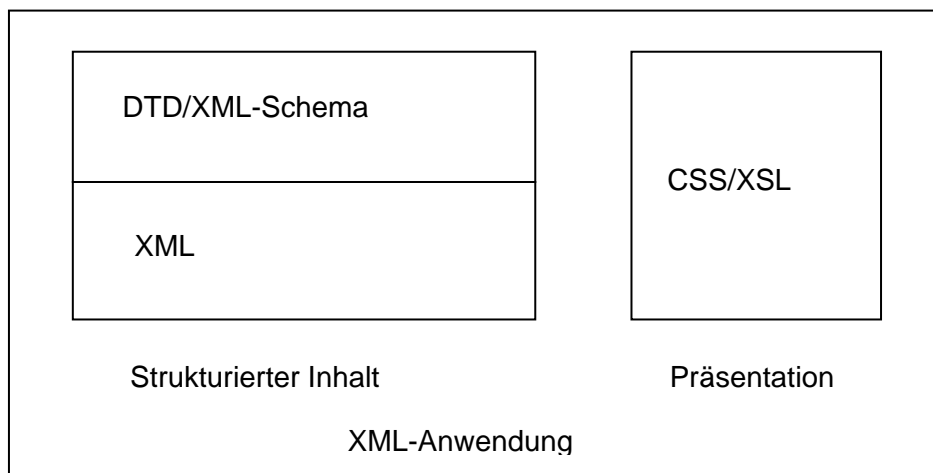 DTD/XML-Schema
XML
CSS/XSL
Strukturierter Inhalt
Präsentation
XML-Anwendung